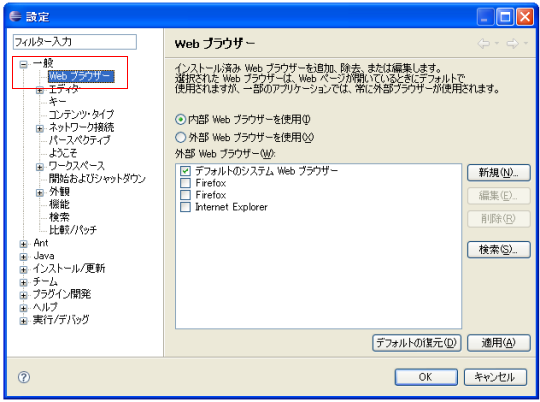 設定
フィルター入力
一般
Web ブラウザー
エディター
キー
コンテンツ・タイプ
ネットワーク接続
パースペクティブ
ようこそ
ワークスペース
開始およびシャットダウン
外観
機能
検索
比較/パッチ
Ant
Java
インストール/更新
チーム
プラグイン開発
ヘルプ
実行/デバッグ
Web ブラウザー
インストール済み Web ブラウザーを追加、除去、または編集します。
選択された Web ブラウザーは、Web ページが開いているときにデフォルトで
使用されますが、一部のアプリケーションでは、常に外部ブラウザーが使用されます。
内部 Web ブラウザーを使用(I)
外部 Web ブラウザーを使用(X)
外部 Web ブラウザー(W):
デフォルトのシステム Web ブラウザー
Firefox
Firefox
Internet Explorer
新規(N)...
編集(E)...
削除(R)
検索(S)...
デフォルトの復元(D)
適用(A)
OK
キャンセル